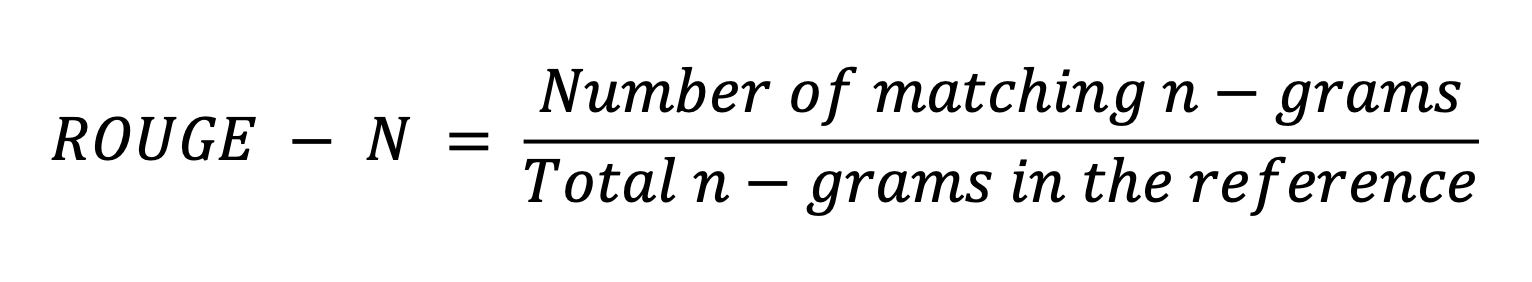 ROUGE − N = Number of matching n − grams
Total n − grams in the reference